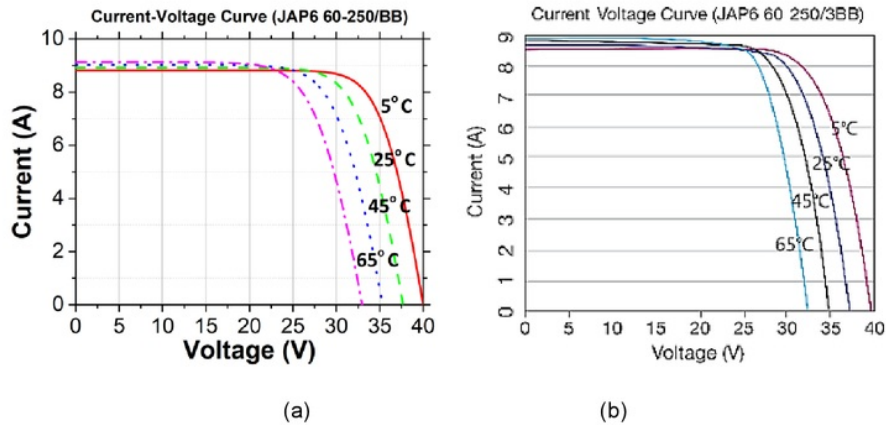 Current-Voltage Curve (JAP6 60-250/BB)
10
8
6
4
2
0
Current (A)
5°C
25°C
45°C
65°C
0 5 10 15 20 25 30 35 40
Voltage (V)
(a)
Current Voltage Curve (JAP6 60 250/3BB)
9
8
7
6
5
4
3
2
1
0
Current (A)
5°C
25°C
45°C
65°C
0 5 10 15 20 25 30 35 40
Voltage (V)
(b)